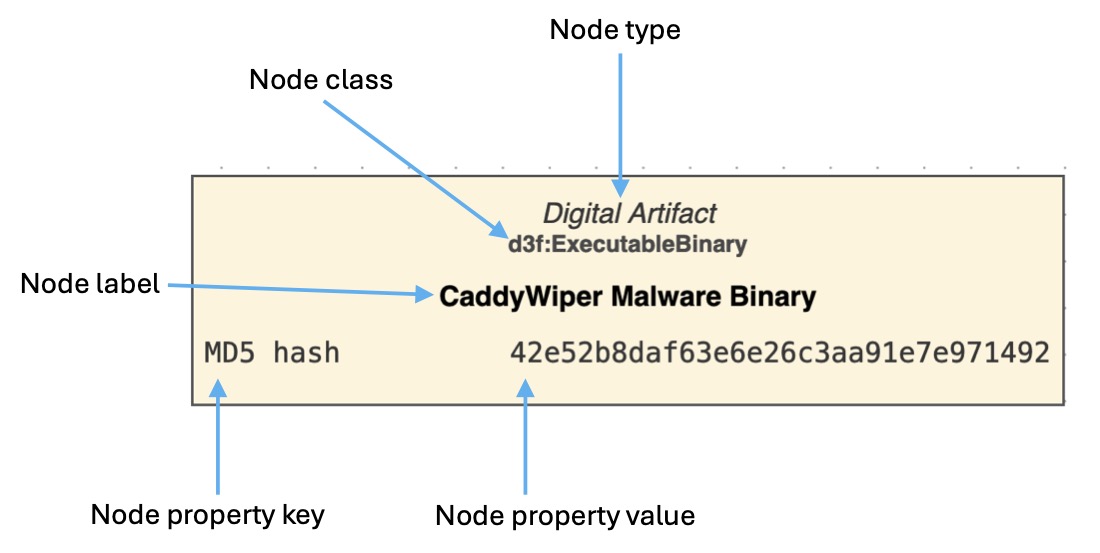 Node type
Node class
Digital Artifact
d3f:ExecutableBinary
Node label
CaddyWiper Malware Binary
MD5 hash 42e52b8daf63e6e26c3aa91e7e971492
Node property key
Node property value